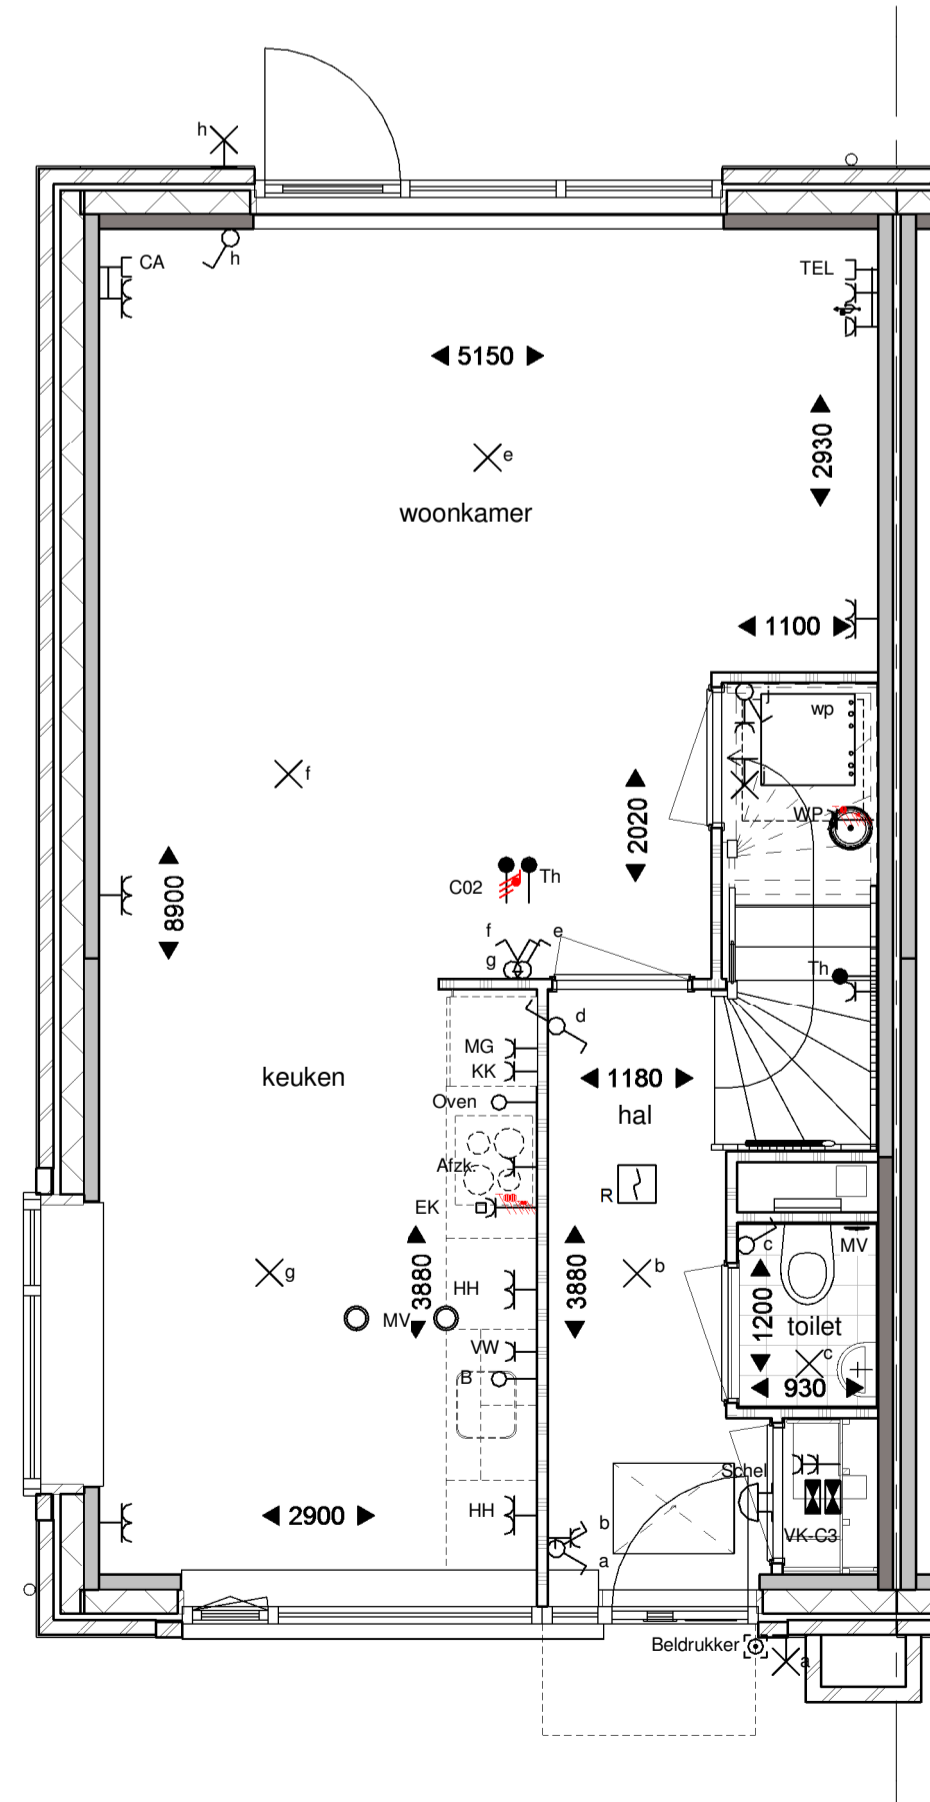 h
h
CA
TEL
5150
2930
e
woonkamer
1100
j
wp
f
2020
WP
8900
C02
Th
f
e
g
Th
d
MG
KK
keuken
1180
Oven
hal
Afzk.
R
EK
c
MV
3880
3880
b
g
HH
1200
MV
toilet
VW
c
B
930
Schel
HH
2900
b
VK-C3
a
Beldrukker
a